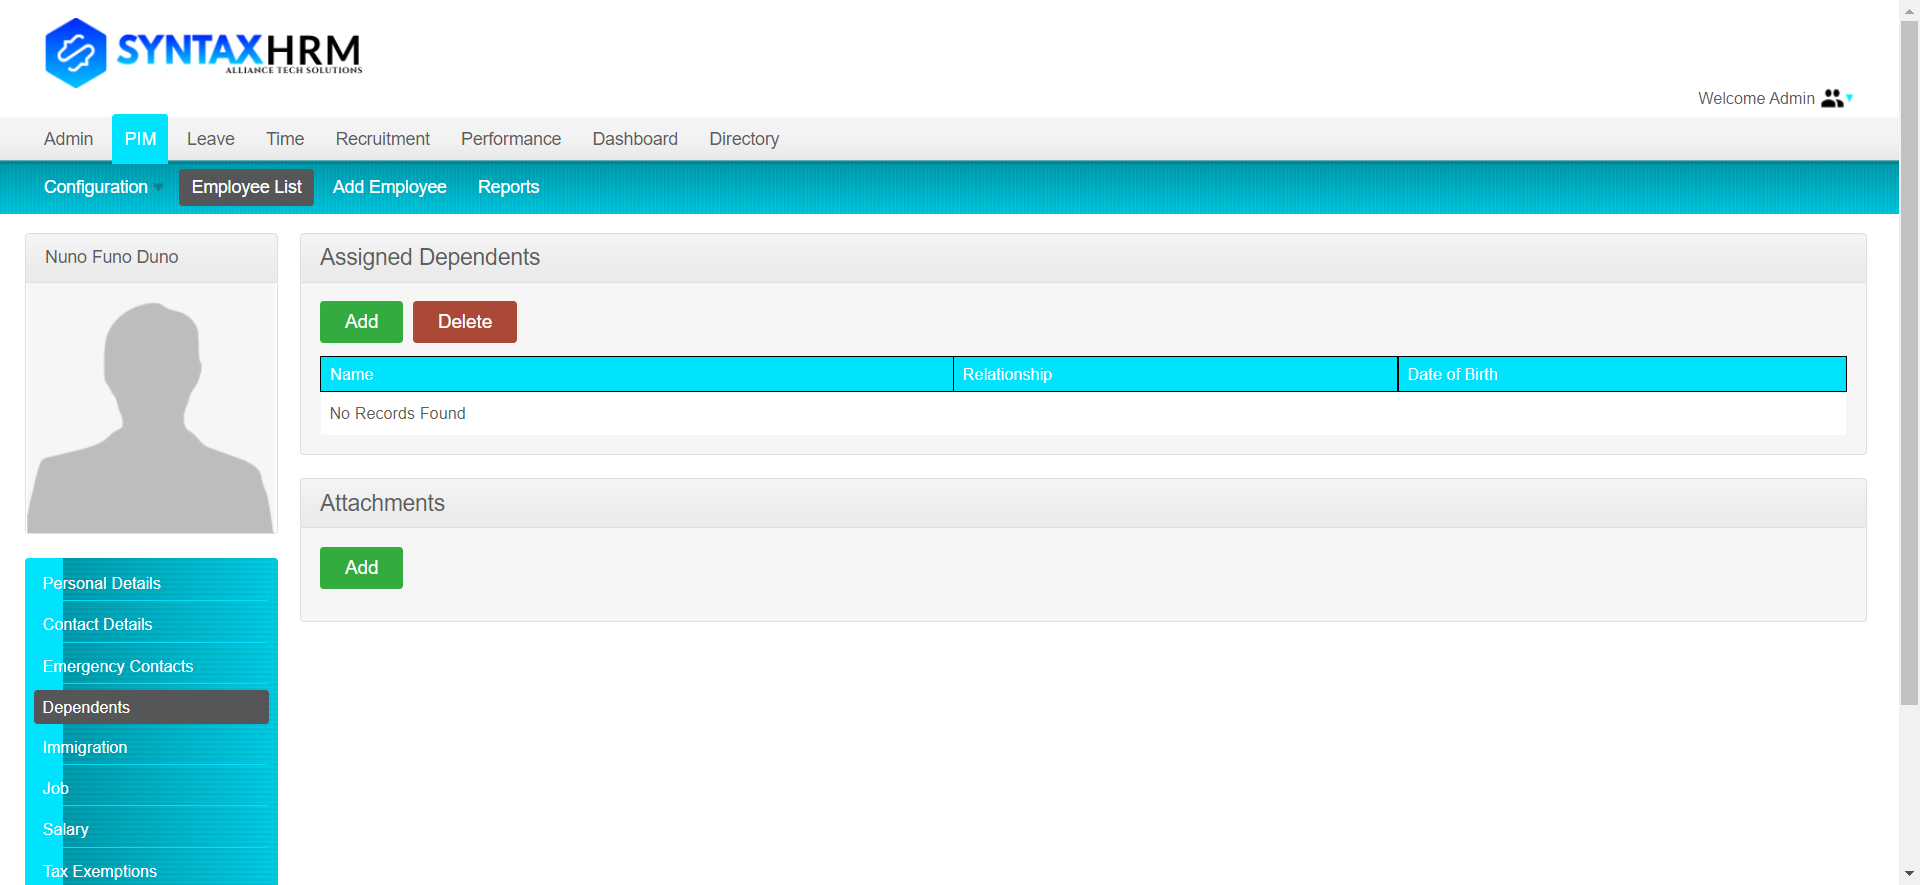 SYNTAXHRM
ALLIANCE TECH SOLUTIONS
Welcome Admin
Admin PIM Leave Time Recruitment Performance Dashboard Directory
Configuration Employee List Add Employee Reports
Nuno Funo Duno
Assigned Dependents
Add Delete
Name Relationship Date of Birth
No Records Found
Attachments
Add
Personal Details
Contact Details
Emergency Contacts
Dependents
Immigration
Job
Salary
Tax Exemptions